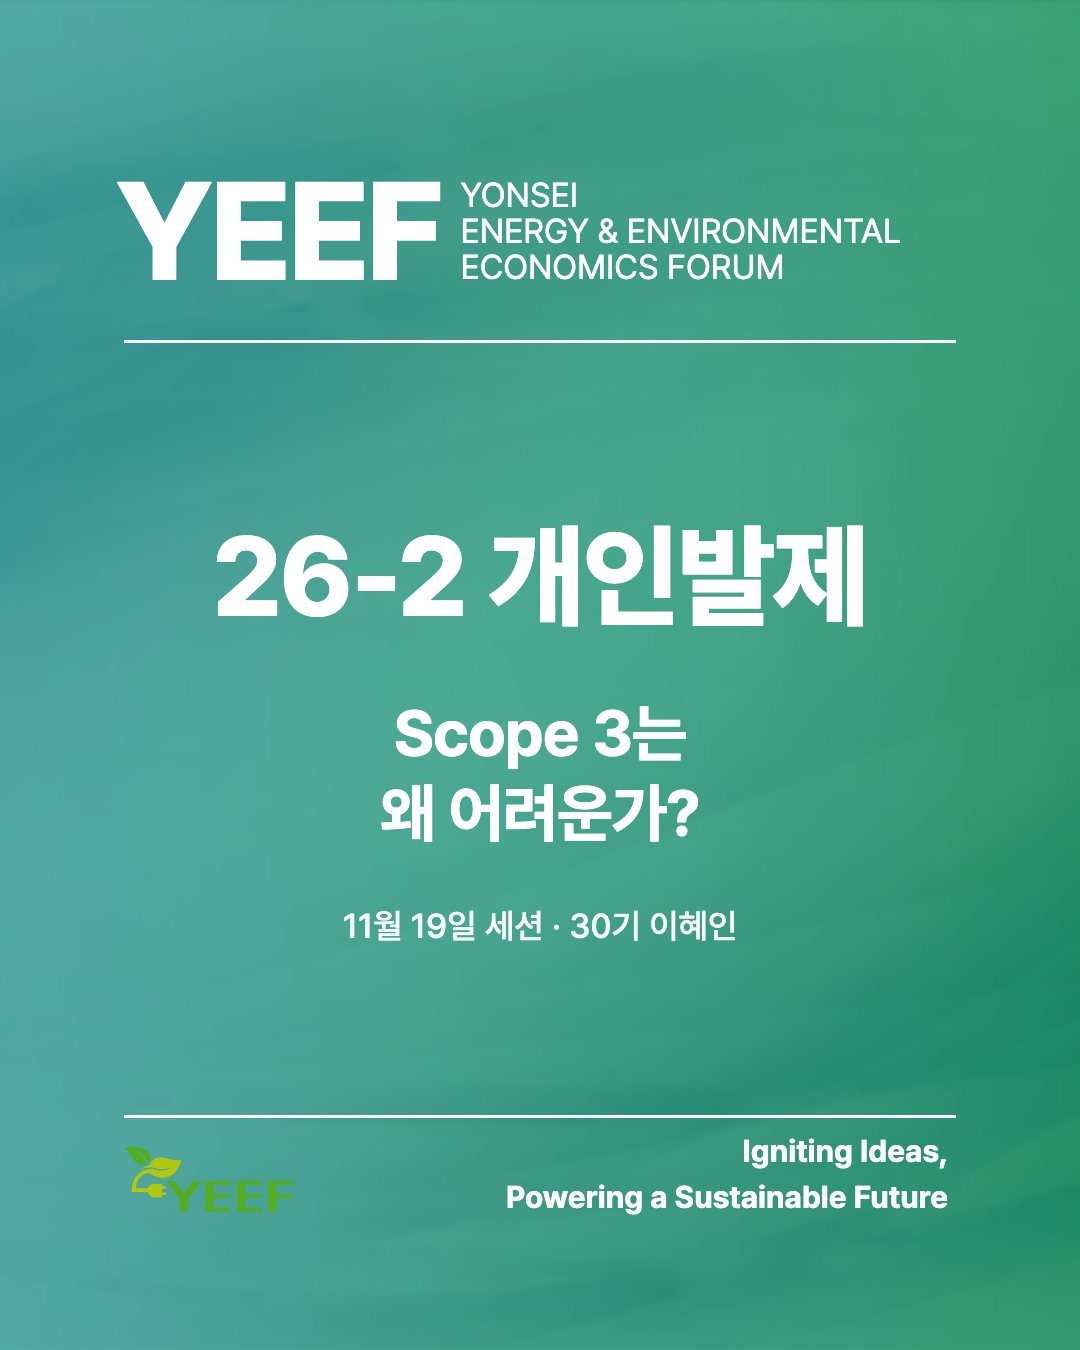 YEEF
YONSEI
ENERGY & ENVIRONMENTAL
ECONOMICS FORUM
26-2 개인발제
Scope 3는
왜 어려운가?
11월 19일 세션 · 30기 이혜인
YEEF
Igniting Ideas,
Powering a Sustainable Future